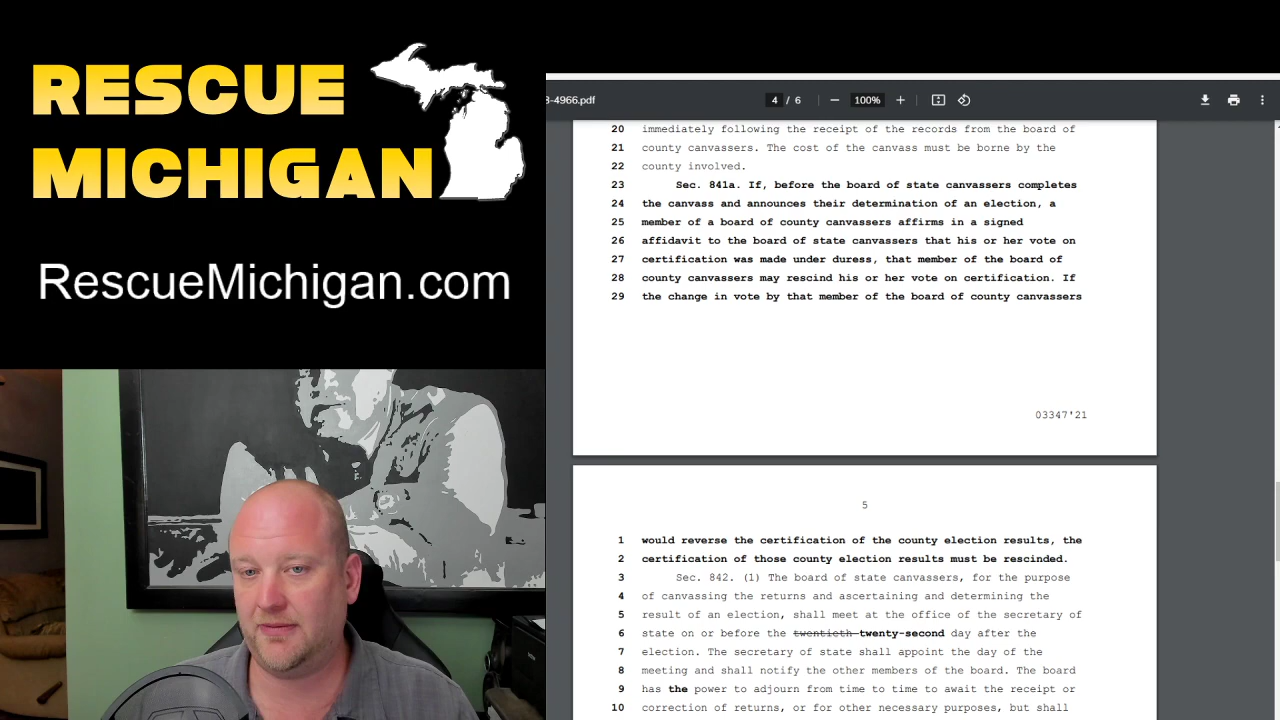 RESCUE
MICHIGAN
RescueMichigan.com
3-4966.pdf
4 / 6
100%
20 immediately following the receipt of the records from the board of
21 county canvassers. The cost of the canvass must be borne by the
22 county involved.
23 Sec. 841a. If, before the board of state canvassers completes
24 the canvass and announces their determination of an election, a
25 member of a board of county canvassers affirms in a signed
26 affidavit to the board of state canvassers that his or her vote on
27 certification was made under duress, that member of the board of
28 county canvassers may rescind his or her vote on certification. If
29 the change in vote by that member of the board of county canvassers
03347'21
5
1 would reverse the certification of the county election results, the
2 certification of those county election results must be rescinded.
3 Sec. 842. (1) The board of state canvassers, for the purpose
4 of canvassing the returns and ascertaining and determining the
5 result of an election, shall meet at the office of the secretary of
6 state on or before the twentieth twenty-second day after the
7 election. The secretary of state shall appoint the day of the
8 meeting and shall notify the other members of the board. The board
9 has the power to adjourn from time to time to await the receipt or
10 correction of returns, or for other necessary purposes, but shall